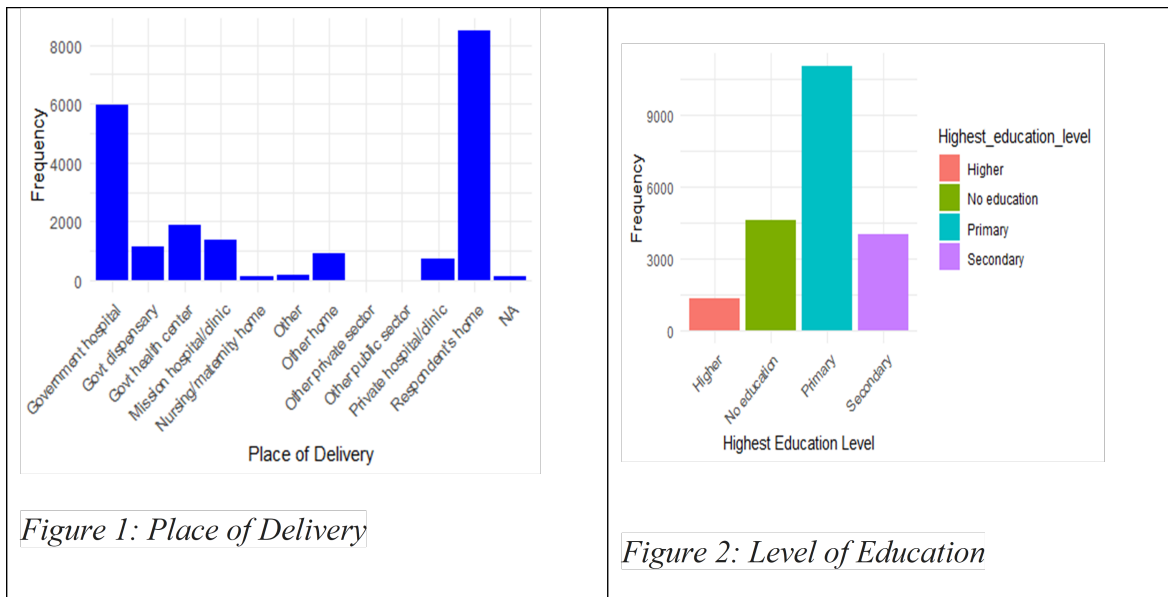 8000
6000
4000
2000
0
Frequency
Government hospital
Govt dispensary
Govt health center
Mission hospital/clinic
Nursing/maternity home
Other
Other home
Other private sector
Other public sector
Private hospital/clinic
Respondent's home
NA
Place of Delivery
Figure 1: Place of Delivery
9000
6000
3000
0
Frequency
Higher
No education
Primary
Secondary
Highest Education Level
Highest_education_level
Higher
No education
Primary
Secondary
Figure 2: Level of Education